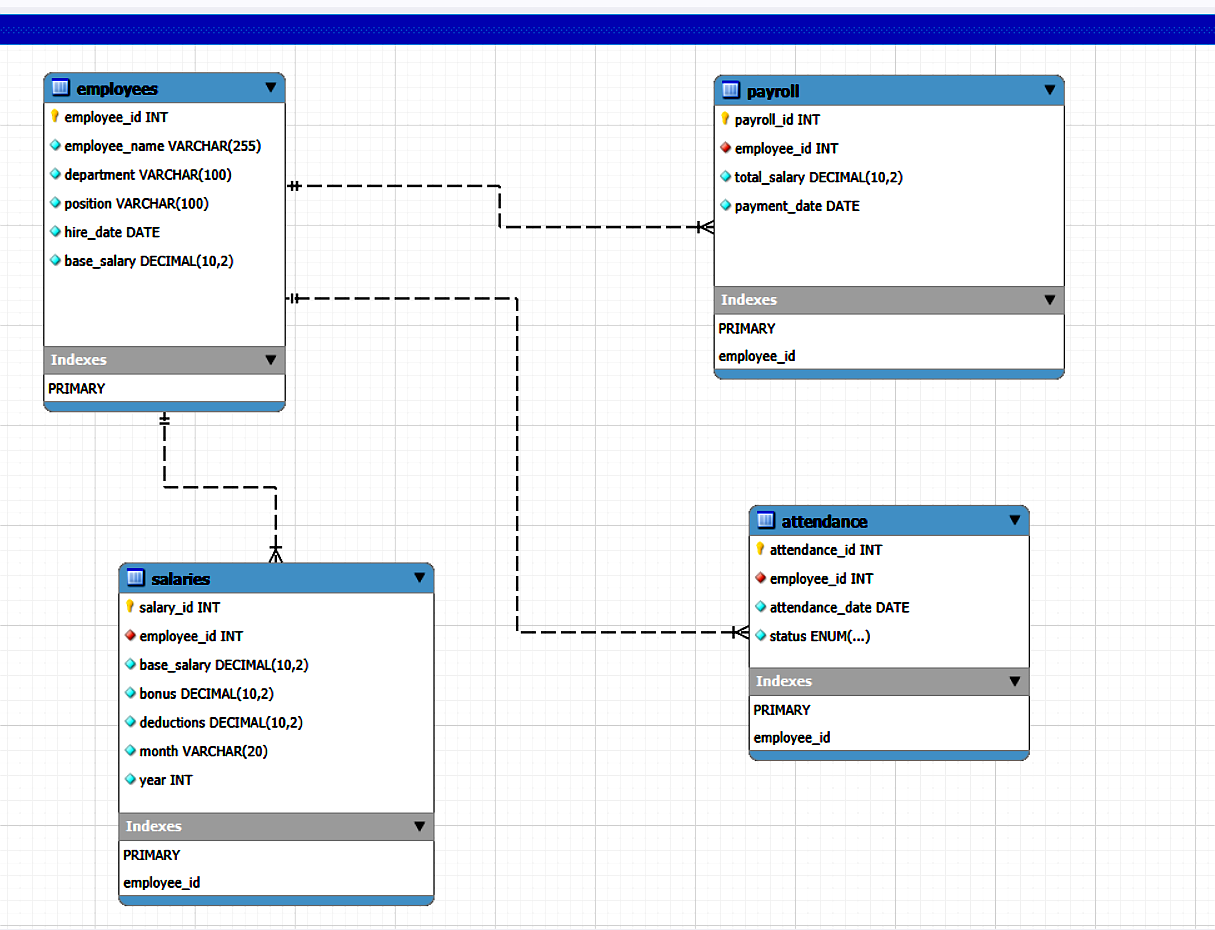 employees
employee_id INT
employee_name VARCHAR(255)
department VARCHAR(100)
position VARCHAR(100)
hire_date DATE
base_salary DECIMAL(10,2)
Indexes
PRIMARY
payroll
payroll_id INT
employee_id INT
total_salary DECIMAL(10,2)
payment_date DATE
Indexes
PRIMARY
employee_id
salaries
salary_id INT
employee_id INT
base_salary DECIMAL(10,2)
bonus DECIMAL(10,2)
deductions DECIMAL(10,2)
month VARCHAR(20)
year INT
Indexes
PRIMARY
employee_id
attendance
attendance_id INT
employee_id INT
attendance_date DATE
status ENUM(...)
Indexes
PRIMARY
employee_id